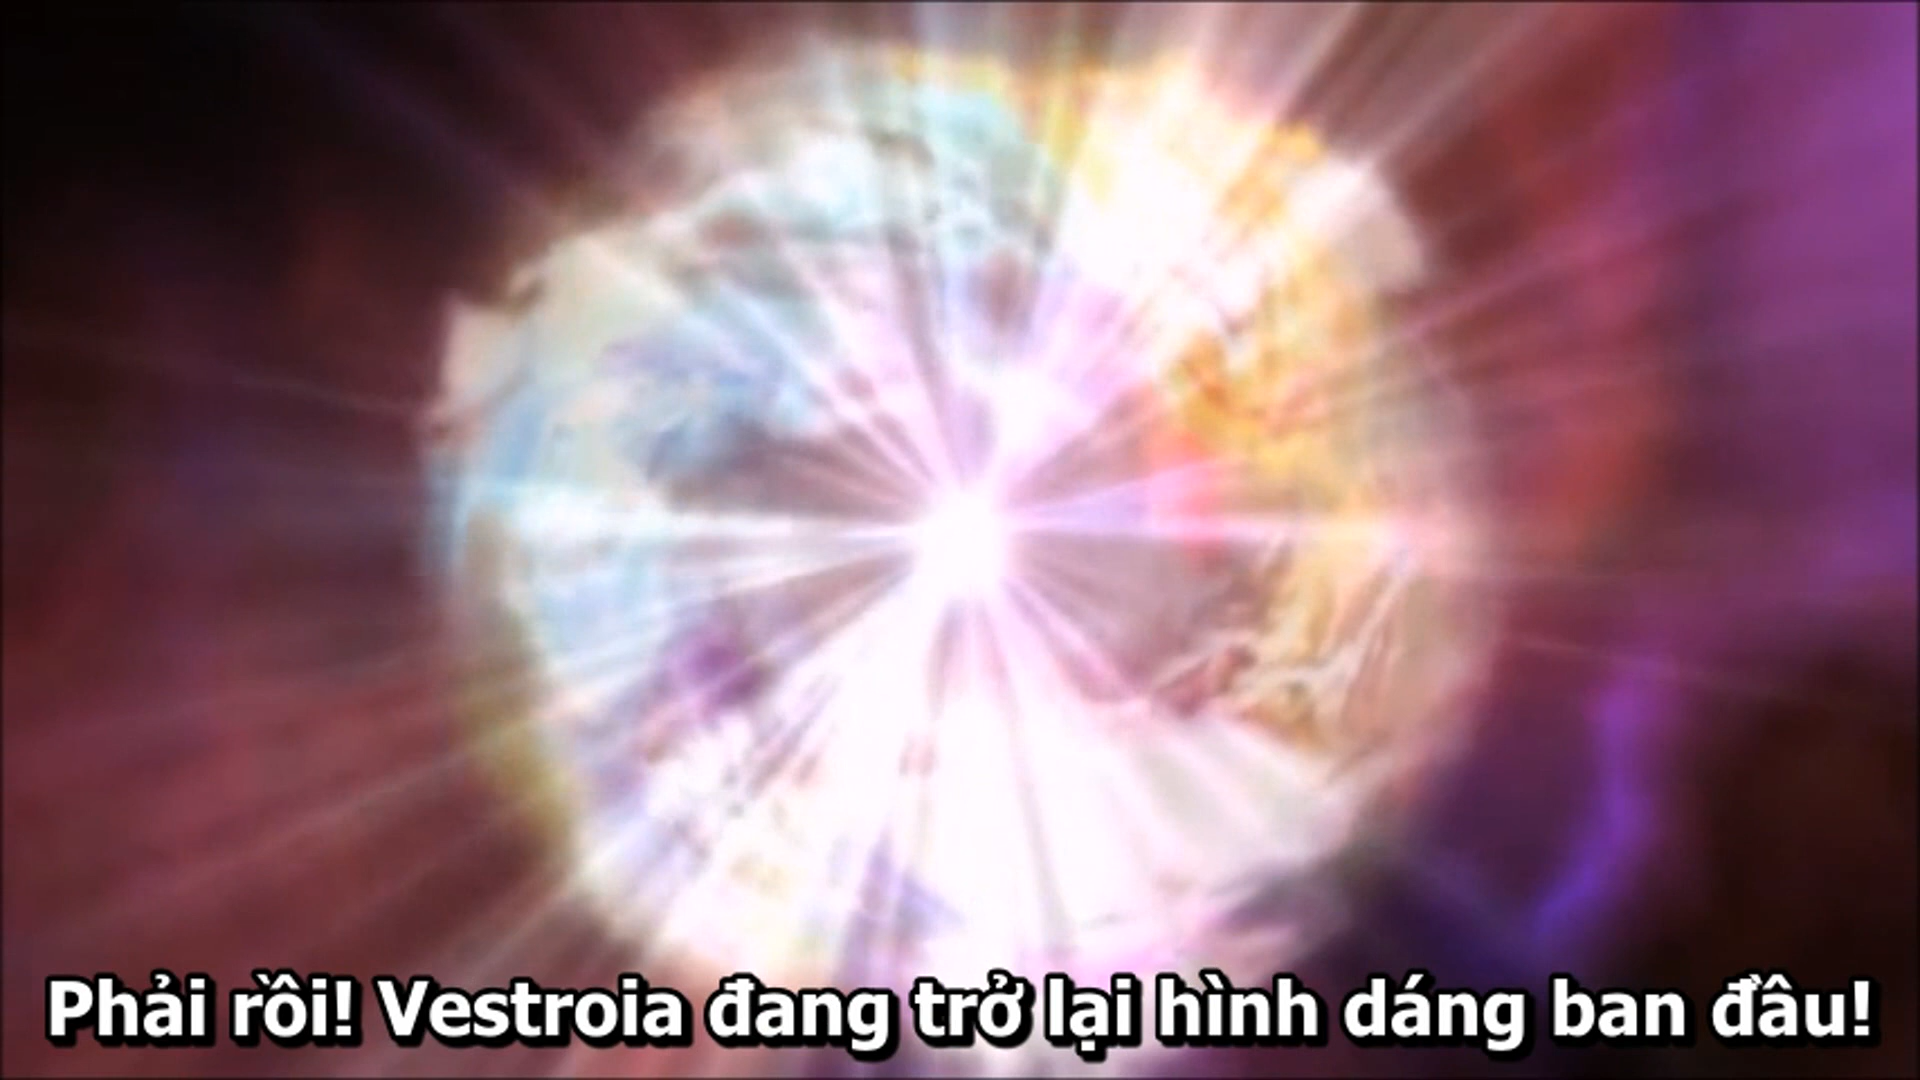 Phải rồi! Vestroia đang trở lại hình dáng ban đầu!